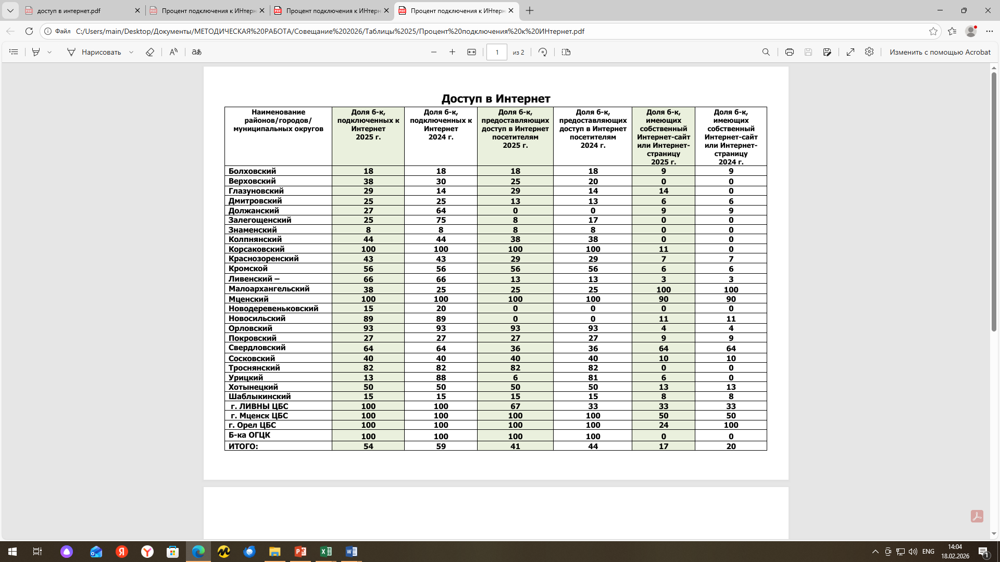 доступ в интернет.pdf
Процент подключения к ИНтерн
Процент подключения к ИНтерн
Процент подключения к ИНтерн
Файл C:/Users/main/Desktop/Документы/МЕТОДИЧЕСКАЯ%20РАБОТА/Совещание%202026/Таблицы%2025/Процент%20подключения%20к%20ИНтернет.pdf
Нарисовать 1 из 2 Изменить с помощью Acrobat
Доступ в Интернет
Наименование
районов/городов/
муниципальных округов
Доля б-к,
подключенных к
Интернет
2025 г.
Доля б-к,
подключенных к
Интернет
2024 г.
Доля б-к,
предоставляющих
доступ в Интернет
посетителям
2025 г.
Доля б-к,
предоставляющих
доступ в Интернет
посетителям
2024 г.
Доля б-к,
имеющих
собственный
Интернет-сайт
или Интернет-
страницу
2025 г.
Доля б-к,
имеющих
собственный
Интернет-сайт
или Интернет-
страницу
2024 г.
Болховский 18 18 18 18 9 9
Верховский 38 30 25 20 0 0
Глазуновский 29 14 29 14 14 0
Дмитровский 25 25 13 13 6 6
Должанский 27 64 0 0 9 9
Залегощенский 25 75 8 17 0 0
Знаменский 8 8 8 8 0 0
Колпнянский 44 44 38 38 0 0
Корсаковский 100 100 100 100 11 0
Краснозоренский 43 43 29 29 7 7
Кромской 56 56 56 56 6 6
Ливенский – 66 66 13 13 3 3
Малоархангельский 38 25 25 25 100 100
Мценский 100 100 100 100 90 90
Новодеревеньковский 15 20 0 0 0 0
Новосильский 89 89 0 0 11 11
Орловский 93 93 93 93 4 4
Покровский 27 27 27 27 9 9
Свердловский 64 64 36 36 64 64
Сосковский 40 40 40 40 10 10
Троснянский 82 82 82 82 0 0
Урицкий 13 88 6 81 6 0
Хотынецкий 50 50 50 50 13 13
Шаблыкинский 15 15 15 15 8 8
г. ЛИВНЫ ЦБС 100 100 67 33 33 33
г. Мценск ЦБС 100 100 100 100 50 50
г. Орел ЦБС 100 100 100 100 24 100
Б-ка ОГЦК 100 100 100 100 0 0
ИТОГО: 54 59 41 44 17 20
ENG
14:04
18.02.2026
1